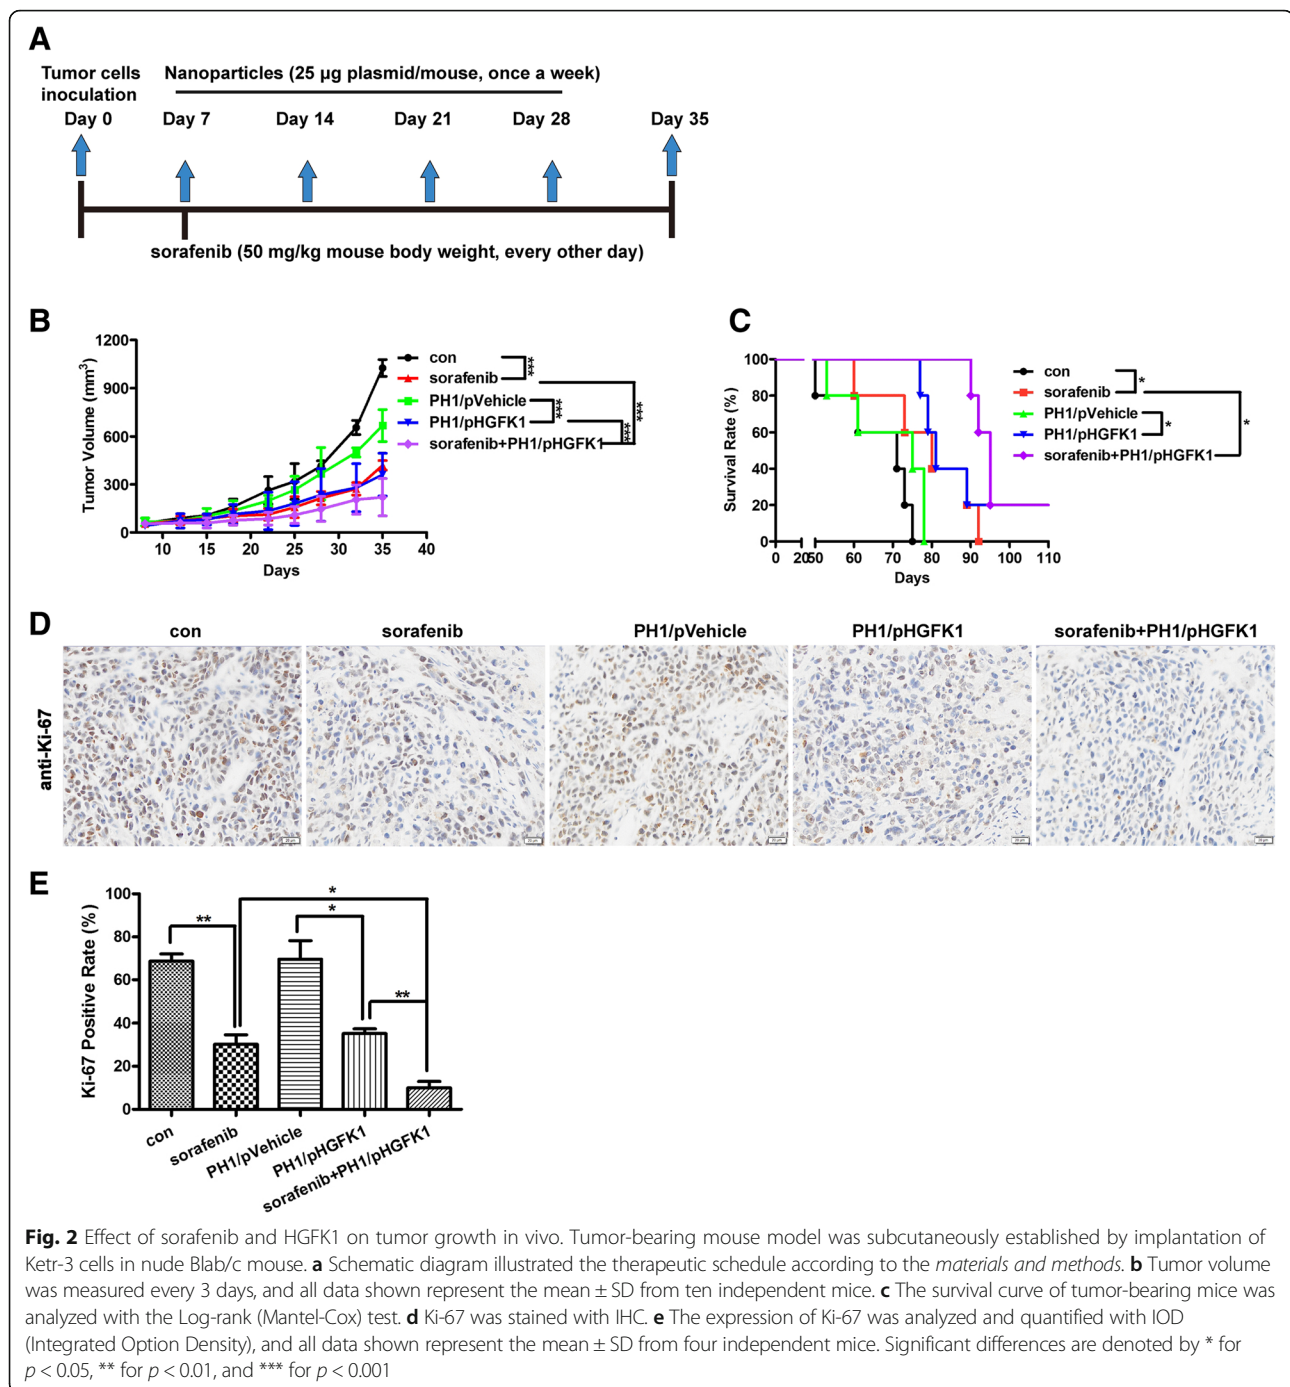 A
Tumor cells
inoculation
Nanoparticles (25 µg plasmid/mouse, once a week)
Day 0 Day 7 Day 14 Day 21 Day 28 Day 35
sorafenib (50 mg/kg mouse body weight, every other day)
B
Tumor Volume (mm³)
1200
900
600
300
0
10 15 20 25 30 35 40
Days
con
sorafenib
PH1/pVehicle
PH1/pHGFK1
sorafenib+PH1/pHGFK1
***
***
***
***
C
Survival Rate (%)
100
80
60
40
20
0
0 20 50 60 70 80 90 100 110
Days
con
sorafenib
PH1/pVehicle
PH1/pHGFK1
sorafenib+PH1/pHGFK1
*
*
*
D
con sorafenib PH1/pVehicle PH1/pHGFK1 sorafenib+PH1/pHGFK1
anti-Ki-67
E
Ki-67 Positive Rate (%)
100
80
60
40
20
0
**
*
*
**
con
sorafenib
PH1/pVehicle
PH1/pHGFK1
sorafenib+PH1/pHGFK1
Fig. 2 Effect of sorafenib and HGFK1 on tumor growth in vivo. Tumor-bearing mouse model was subcutaneously established by implantation of
Ketr-3 cells in nude Blab/c mouse. a Schematic diagram illustrated the therapeutic schedule according to the materials and methods. b Tumor volume
was measured every 3 days, and all data shown represent the mean ± SD from ten independent mice. c The survival curve of tumor-bearing mice was
analyzed with the Log-rank (Mantel-Cox) test. d Ki-67 was stained with IHC. e The expression of Ki-67 was analyzed and quantified with IOD
(Integrated Option Density), and all data shown represent the mean ± SD from four independent mice. Significant differences are denoted by * for
p < 0.05, ** for p < 0.01, and *** for p < 0.001